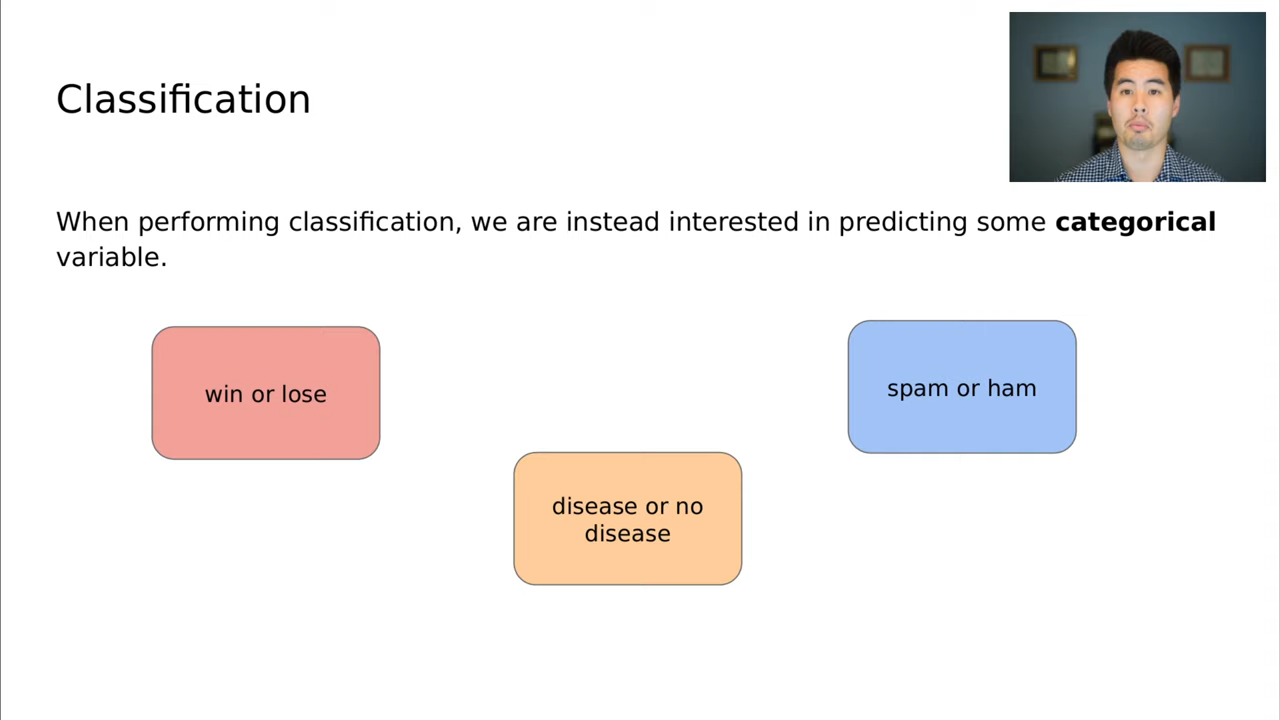 Classification
When performing classification, we are instead interested in predicting some categorical
variable.
win or lose
spam or ham
disease or no
disease